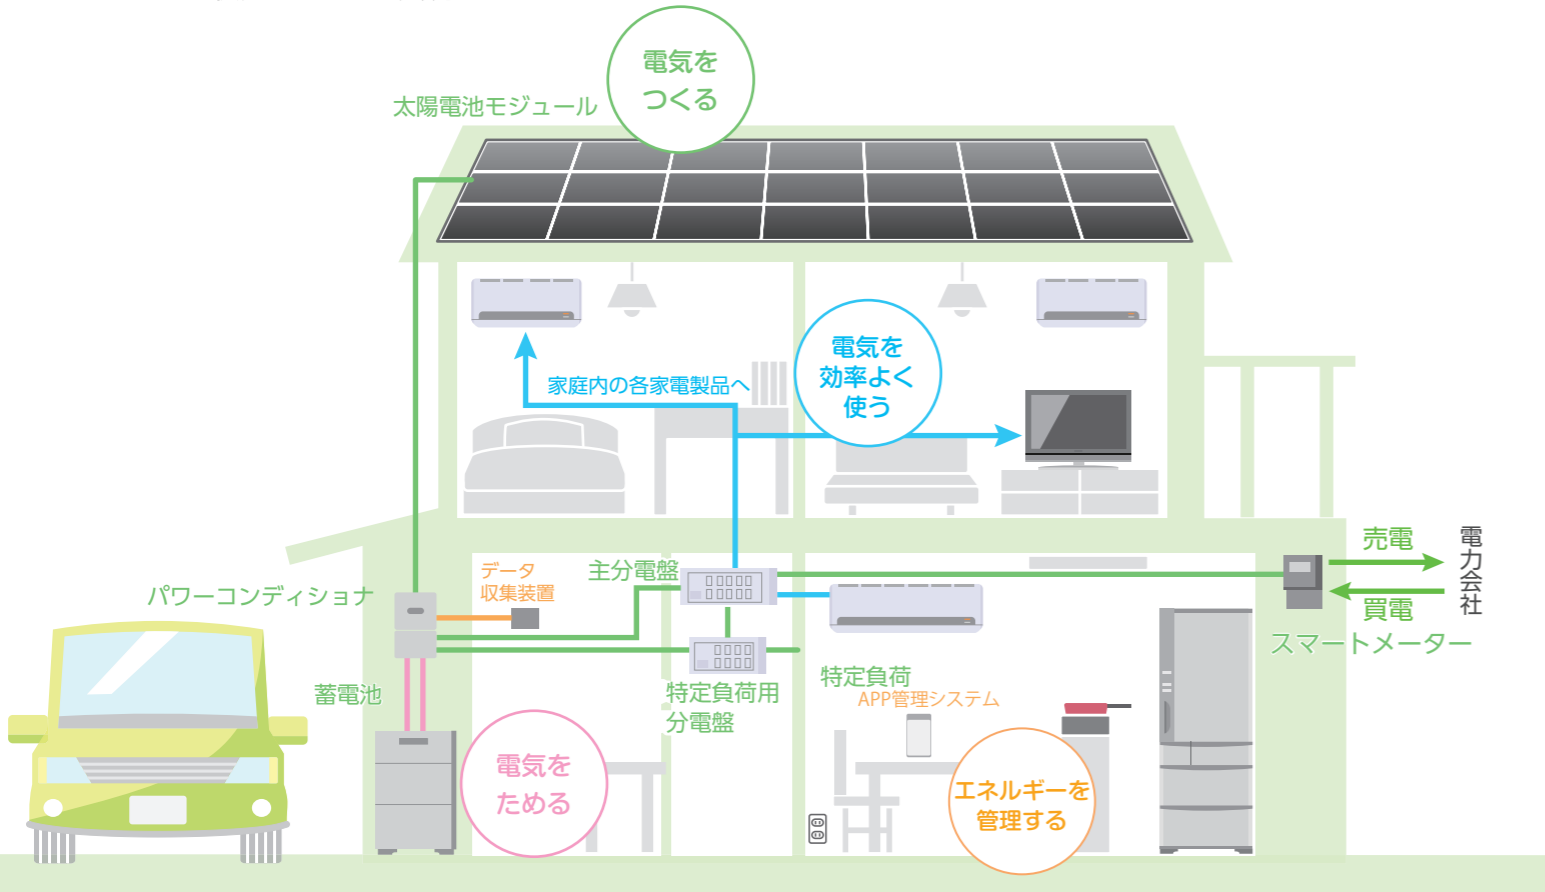 電気を
つくる
太陽電池モジュール
電気を
効率よく
使う
家庭内の各家電製品へ
売電
買電
電力会社
スマートメーター
データ
収集装置
主分電盤
パワーコンディショナ
蓄電池
特定負荷用
分電盤
特定負荷
APP管理システム
電気を
ためる
エネルギーを
管理する